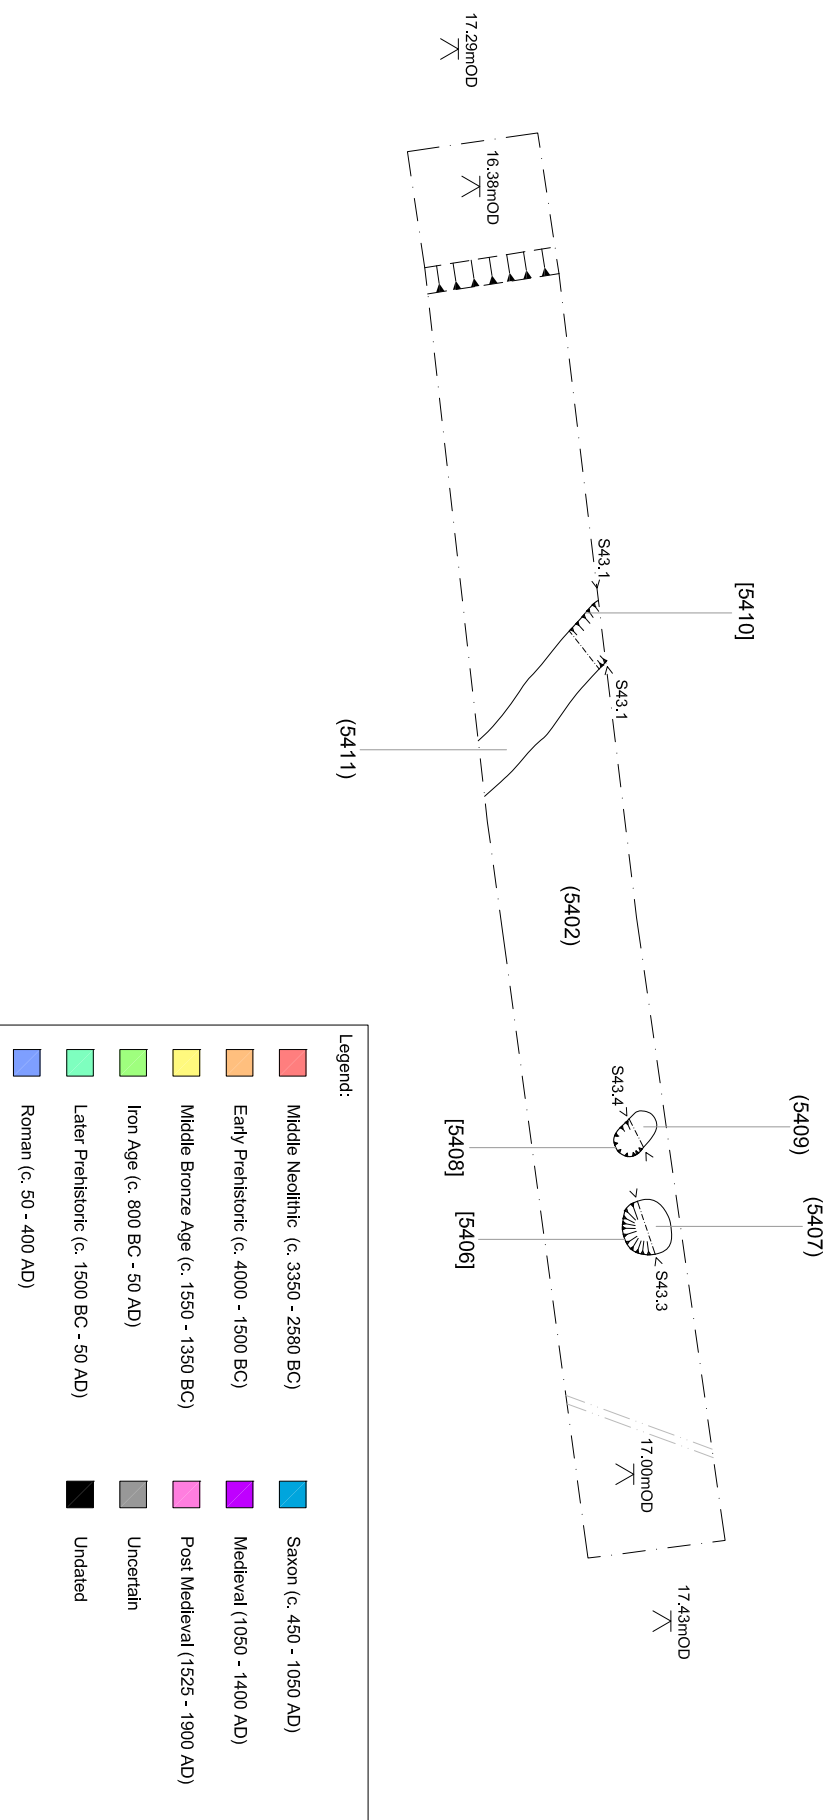 17.29mOD
16.38mOD
S43.1
[5410]
S43.1
(5411)
(5402)
S43.4
(5409)
[5408]
(5407)
[5406]
S43.3
17.00mOD
17.43mOD
Legend:
Middle Neolithic (c. 3350 - 2580 BC)
Early Prehistoric (c. 4000 - 1500 BC)
Middle Bronze Age (c. 1550 - 1350 BC)
Iron Age (c. 800 BC - 50 AD)
Later Prehistoric (c. 1500 BC - 50 AD)
Roman (c. 50 - 400 AD)
Saxon (c. 450 - 1050 AD)
Medieval (1050 - 1400 AD)
Post Medieval (1525 - 1900 AD)
Uncertain
Undated